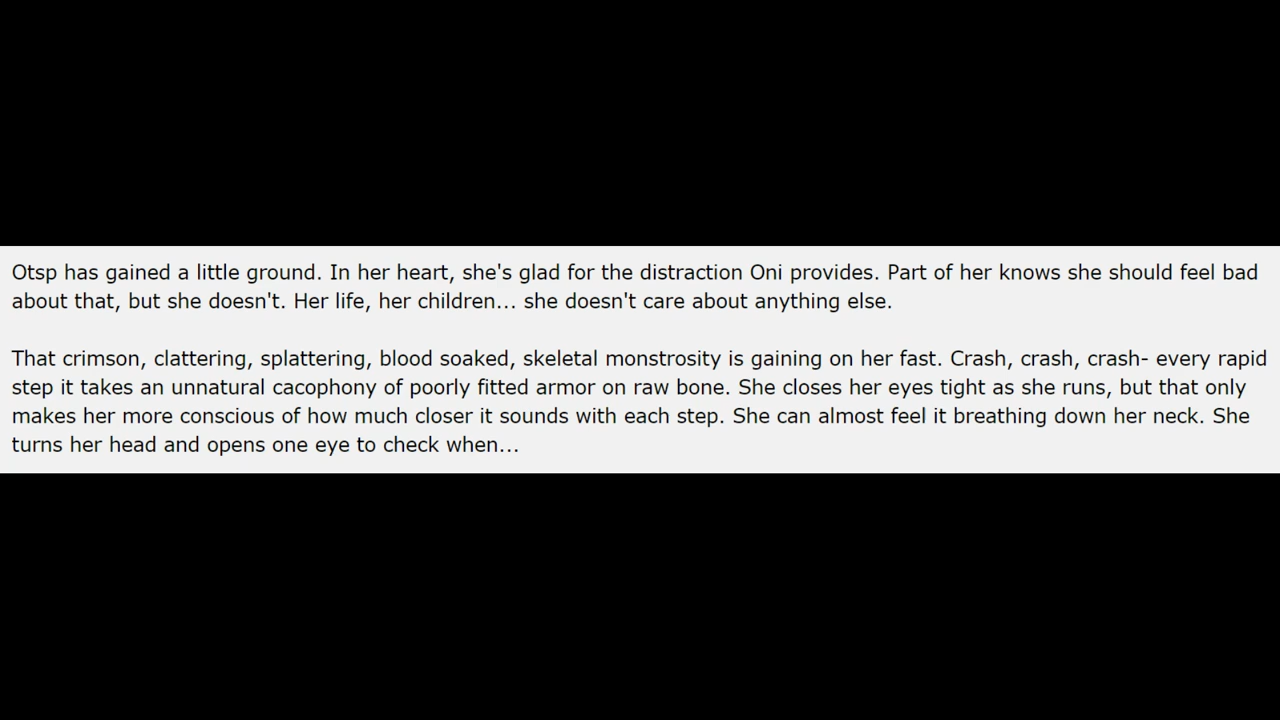 Otsp has gained a little ground. In her heart, she's glad for the distraction Oni provides. Part of her knows she should feel bad
about that, but she doesn't. Her life, her children... she doesn't care about anything else.
That crimson, clattering, splattering, blood soaked, skeletal monstrosity is gaining on her fast. Crash, crash, crash- every rapid
step it takes an unnatural cacophony of poorly fitted armor on raw bone. She closes her eyes tight as she runs, but that only
makes her more conscious of how much closer it sounds with each step. She can almost feel it breathing down her neck. She
turns her head and opens one eye to check when...